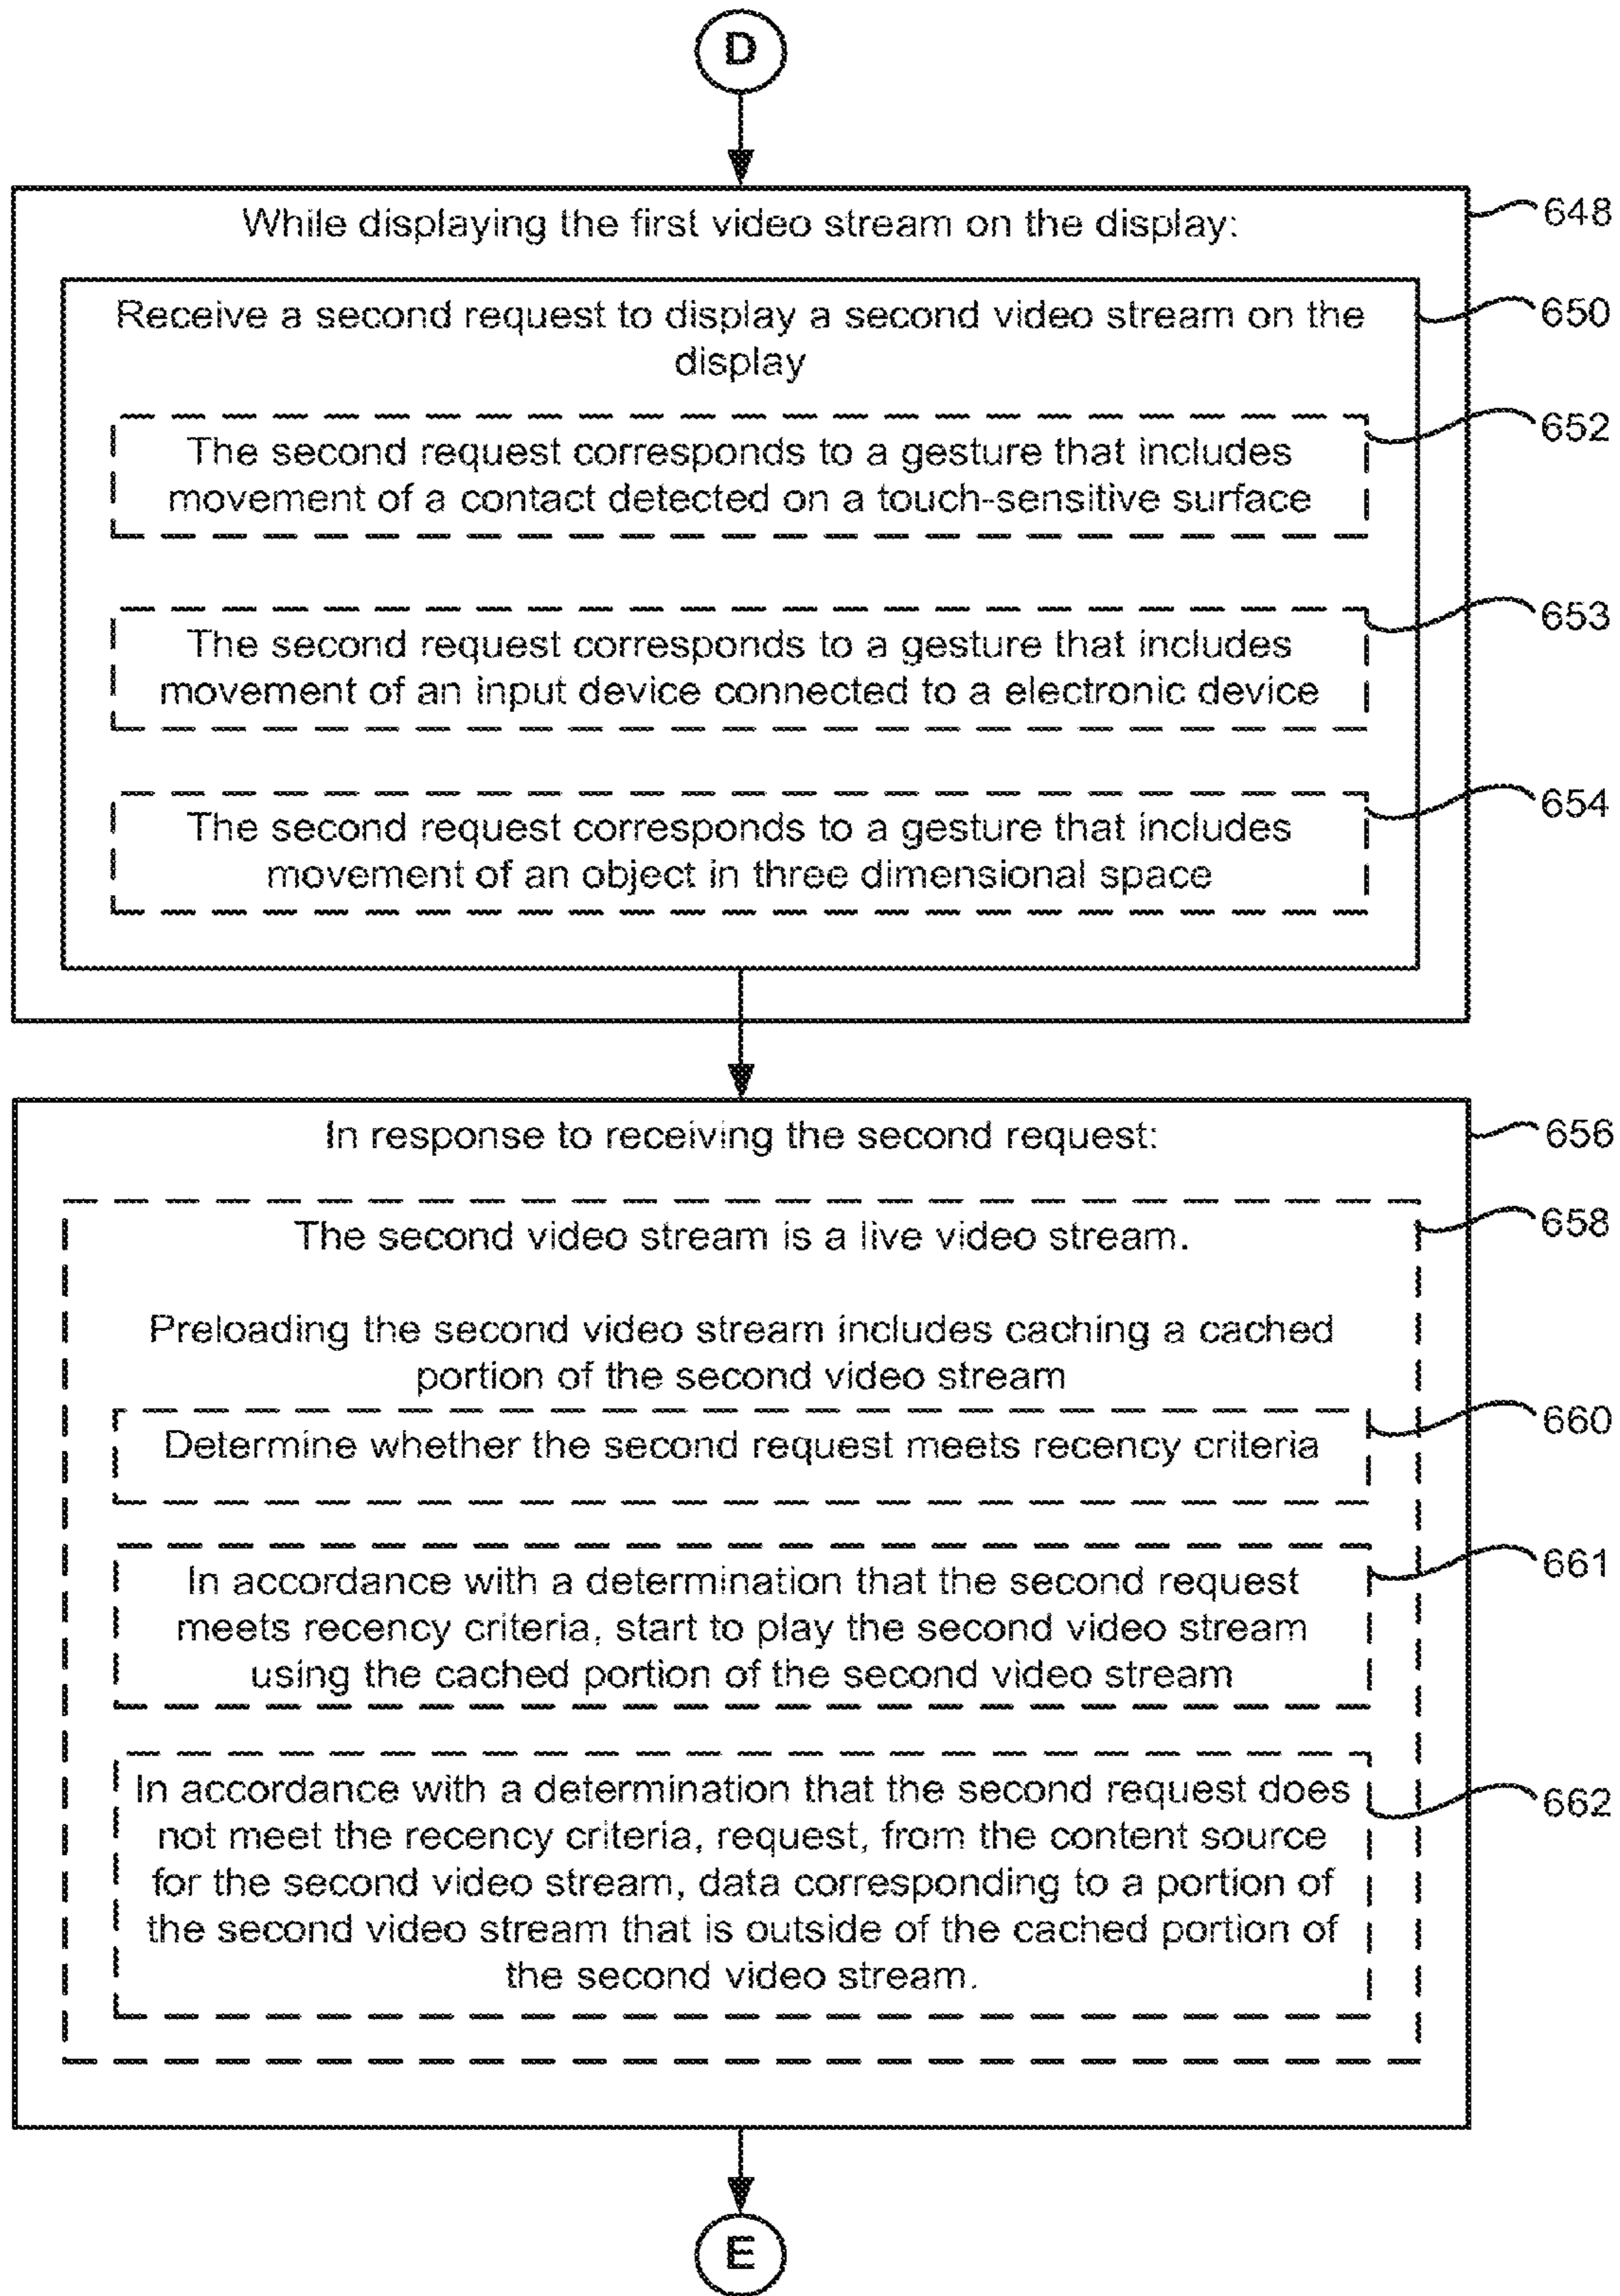 D
While displaying the first video stream on the display:
648
Receive a second request to display a second video stream on the
display
650
The second request corresponds to a gesture that includes
movement of a contact detected on a touch-sensitive surface
652
The second request corresponds to a gesture that includes
movement of an input device connected to a electronic device
653
The second request corresponds to a gesture that includes
movement of an object in three dimensional space
654
In response to receiving the second request:
656
The second video stream is a live video stream.
658
Preloading the second video stream includes caching a cached
portion of the second video stream
Determine whether the second request meets recency criteria
660
In accordance with a determination that the second request
meets recency criteria, start to play the second video stream
using the cached portion of the second video stream
661
In accordance with a determination that the second request does
not meet the recency criteria, request, from the content source
for the second video stream, data corresponding to a portion of
the second video stream that is outside of the cached portion of
the second video stream.
662
E